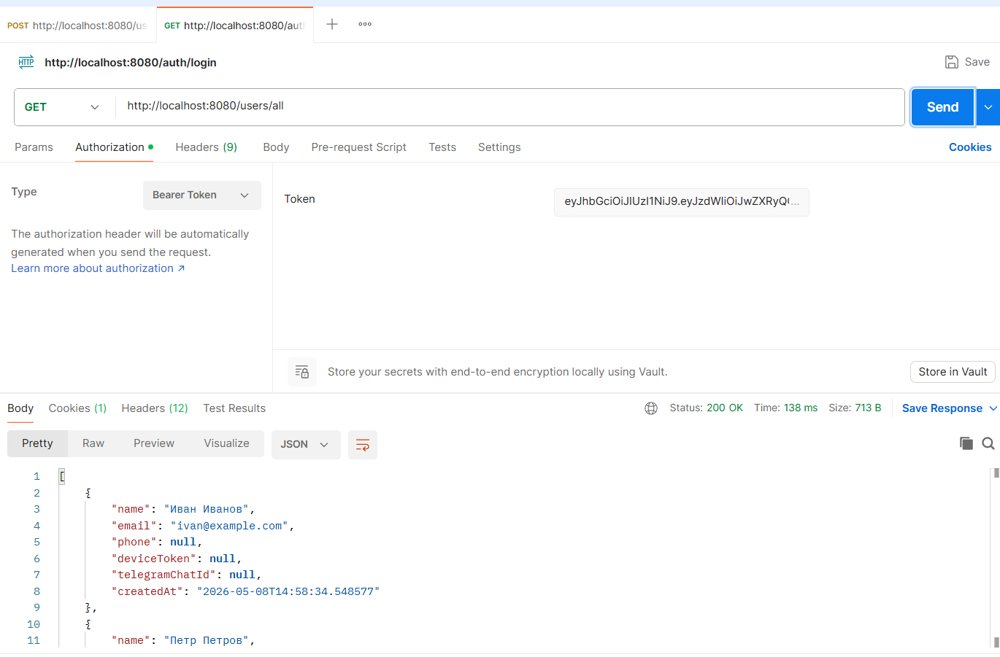 POST http://localhost:8080/us
GET http://localhost:8080/aut
HTTP http://localhost:8080/auth/login
Save
GET http://localhost:8080/users/all
Send
Params Authorization Headers (9) Body Pre-request Script Tests Settings
Cookies
Type Bearer Token
The authorization header will be automatically
generated when you send the request.
Learn more about authorization ↗
Token
Store your secrets with end-to-end encryption locally using Vault.
Store in Vault
Body Cookies (1) Headers (12) Test Results
Status: 200 OK Time: 138 ms Size: 713 B
Save Response
Pretty Raw Preview Visualize JSON
1 [
2 {
3 "name": "Иван Иванов",
4 "email": "ivan@example.com",
5 "phone": null,
6 "deviceToken": null,
7 "telegramChatId": null,
8 "createdAt": "2026-05-08T14:58:34.548577"
9 },
10 {
11 "name": "Петр Петров",